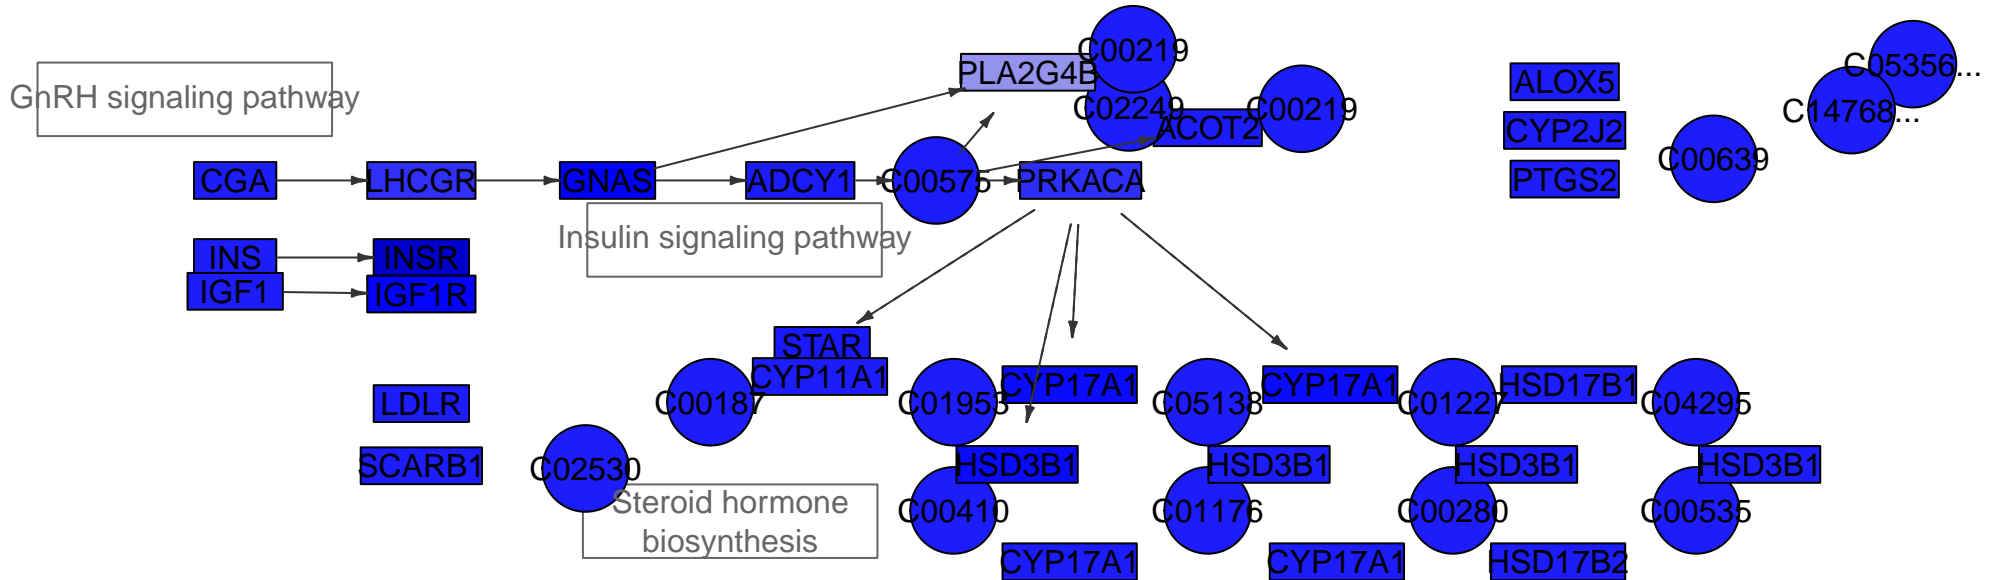 C00219
C05356...
PLA2G4B
ALOX5
GnRH signaling pathway
C02249
C00219
C14768...
ACOT2
CYP2J2
C00639
CGA
LHCGR
GNAS
ADCY1
C00575
PRKACA
PTGS2
Insulin signaling pathway
INS
INSR
IGF1
IGF1R
STAR
CYP11A1
CYP17A1
CYP17A1
HSD17B1
LDLR
C00187
C01953
C05138
C01227
C04295
SCARB1
C02530
HSD3B1
HSD3B1
HSD3B1
HSD3B1
Steroid hormone
biosynthesis
C00410
C01176
C00280
C00535
CYP17A1
CYP17A1
HSD17B2